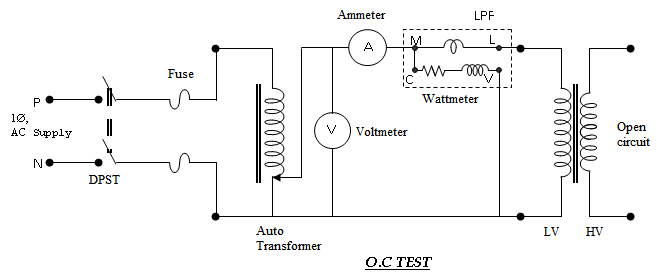 Ammeter
LPF
M
L
A
Fuse
C
V
Wattmeter
P
1Ø,
AC Supply
V
Voltmeter
Open
circuit
N
DPST
Auto
Transformer
LV
HV
O.C TEST